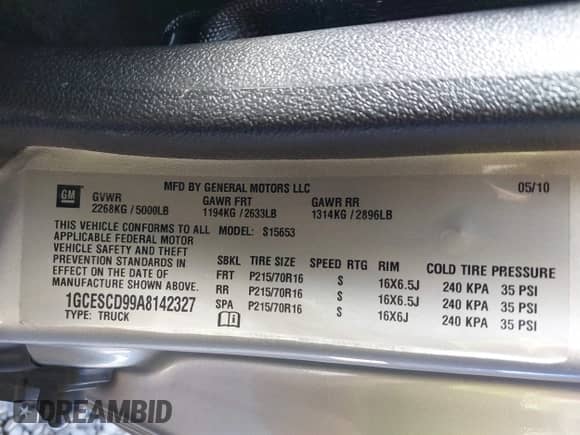 GM
MFD BY GENERAL MOTORS LLC 05/10
GVWR GAWR FRT GAWR RR
2268KG / 5000LB 1194KG / 2633LB 1314KG / 2896LB
THIS VEHICLE CONFORMS TO ALL MODEL: S15653
APPLICABLE FEDERAL MOTOR
VEHICLE SAFETY AND THEFT
PREVENTION STANDARDS IN
EFFECT ON THE DATE OF
MANUFACTURE SHOWN ABOVE.
1GCESCD99A8142327
TYPE: TRUCK
SBKL TIRE SIZE SPEED RTG RIM COLD TIRE PRESSURE
FRT P215/70R16 S 16X6.5J 240 KPA 35 PSI
RR P215/70R16 S 16X6.5J 240 KPA 35 PSI
SPA P215/70R16 S 16X6J 240 KPA 35 PSI
DREAMBID